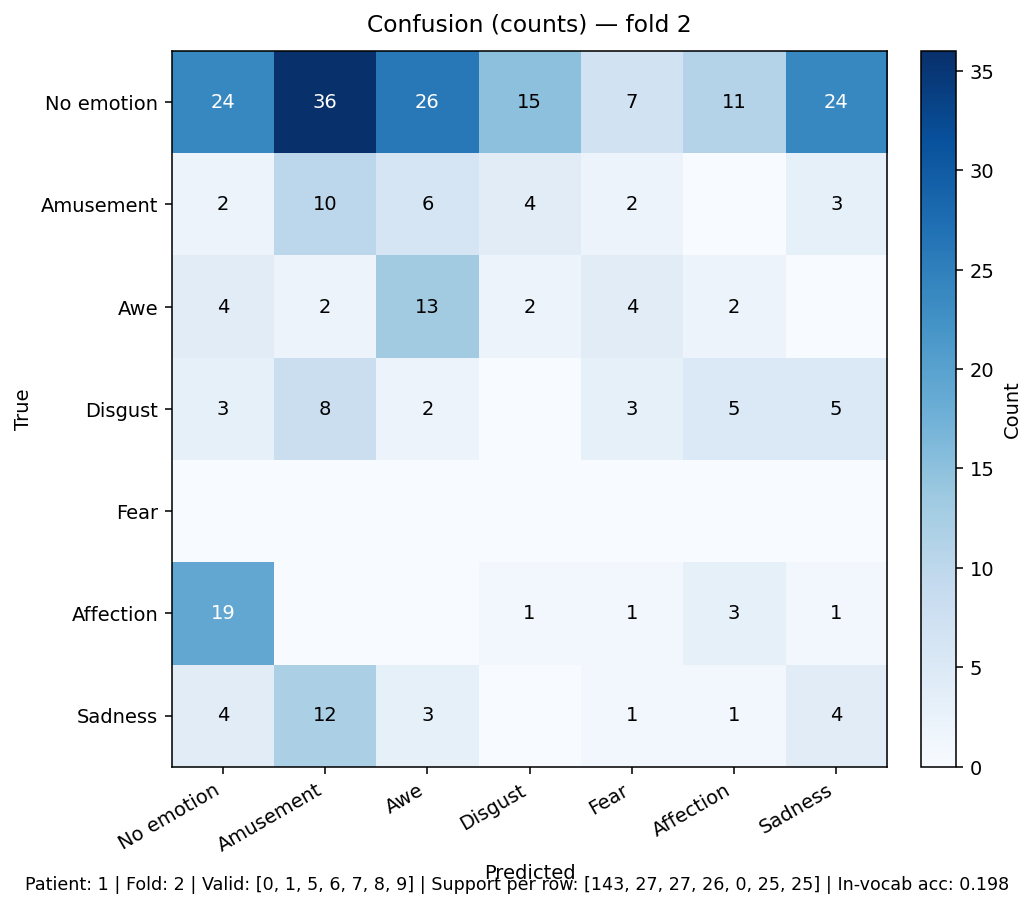 Confusion (counts) — fold 2
No emotion 24 36 26 15 7 11 24
Amusement 2 10 6 4 2 3
Awe 4 2 13 2 4 2
Disgust 3 8 2 3 5 5
Fear
Affection 19 1 1 3 1
Sadness 4 12 3 1 1 4
True
No emotion Amusement Awe Disgust Fear Affection Sadness
Predicted
35
30
25
20
15
10
5
0
Count
Patient: 1 | Fold: 2 | Valid: [0, 1, 5, 6, 7, 8, 9] | Support per row: [143, 27, 27, 26, 0, 25, 25] | In-vocab acc: 0.198